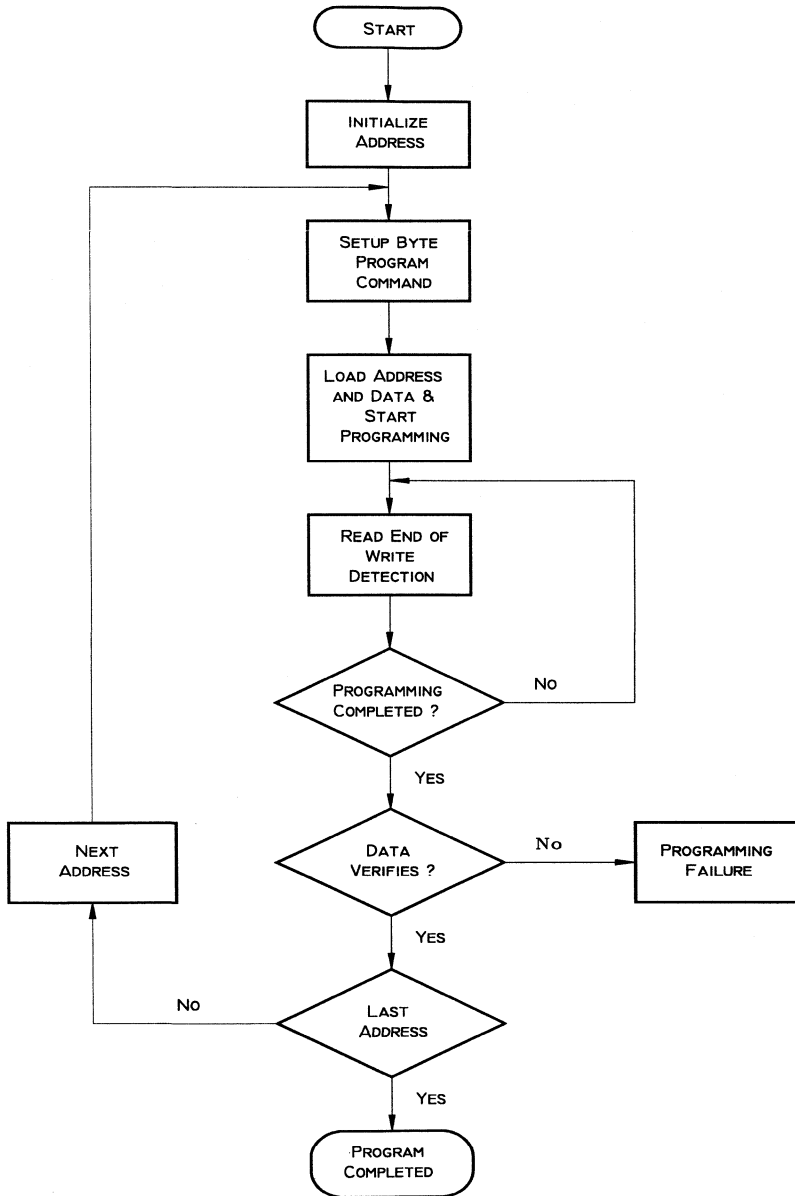 START
INITIALIZE
ADDRESS
SETUP BYTE
PROGRAM
COMMAND
LOAD ADDRESS
AND DATA &
START
PROGRAMMING
READ END OF
WRITE
DETECTION
PROGRAMMING
COMPLETED ?
NO
YES
NEXT
ADDRESS
DATA
VERIFIES ?
NO
PROGRAMMING
FAILURE
YES
NO
LAST
ADDRESS
YES
PROGRAM
COMPLETED